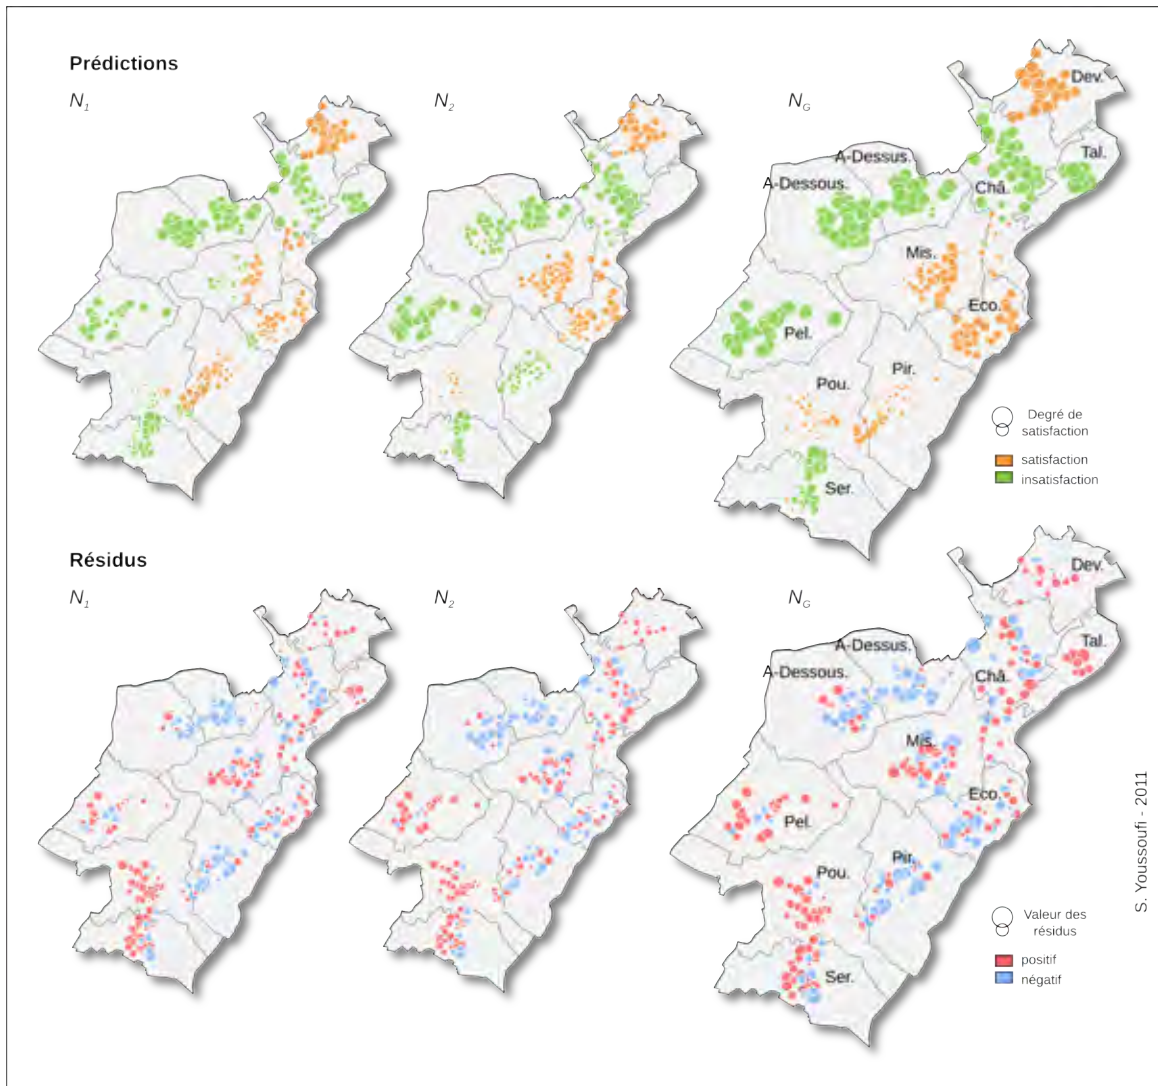 Prédictions
N1
N2
NG
Dev.
A-Dessus.
Tal.
A-Dessous.
Châ.
Mis.
Eco.
Pel.
Pir.
Pou.
Ser.
Degré de
satisfaction
satisfaction
insatisfaction
Résidus
N1
N2
NG
Dev.
A-Dessus.
Tal.
A-Dessous.
Châ.
Mis.
Eco.
Pel.
Pir.
Pou.
Ser.
Valeur des
résidus
positif
négatif
S. Youssoufi - 2011